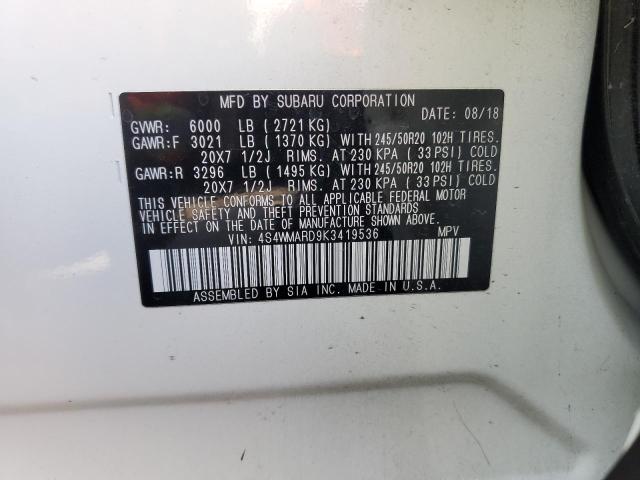 MFD BY SUBARU CORPORATION
DATE: 08/18
GVWR: 6000 LB ( 2721 KG)
GAWR:F 3021 LB ( 1370 KG) WITH 245/50R20 102H TIRES.
20X7 1/2J RIMS. AT 230 KPA ( 33 PSI) COLD
GAWR:R 3296 LB ( 1495 KG) WITH 245/50R20 102H TIRES.
20X7 1/2J RIMS. AT 230 KPA ( 33 PSI) COLD
THIS VEHICLE CONFORMS TO ALL APPLICABLE FEDERAL MOTOR
VEHICLE SAFETY AND THEFT PREVENTION STANDARDS
IN EFFECT ON THE DATE OF MANUFACTURE SHOWN ABOVE.
VIN: 4S4WMARD9K3419536 MPV
ASSEMBLED BY SIA INC. MADE IN U.S.A.